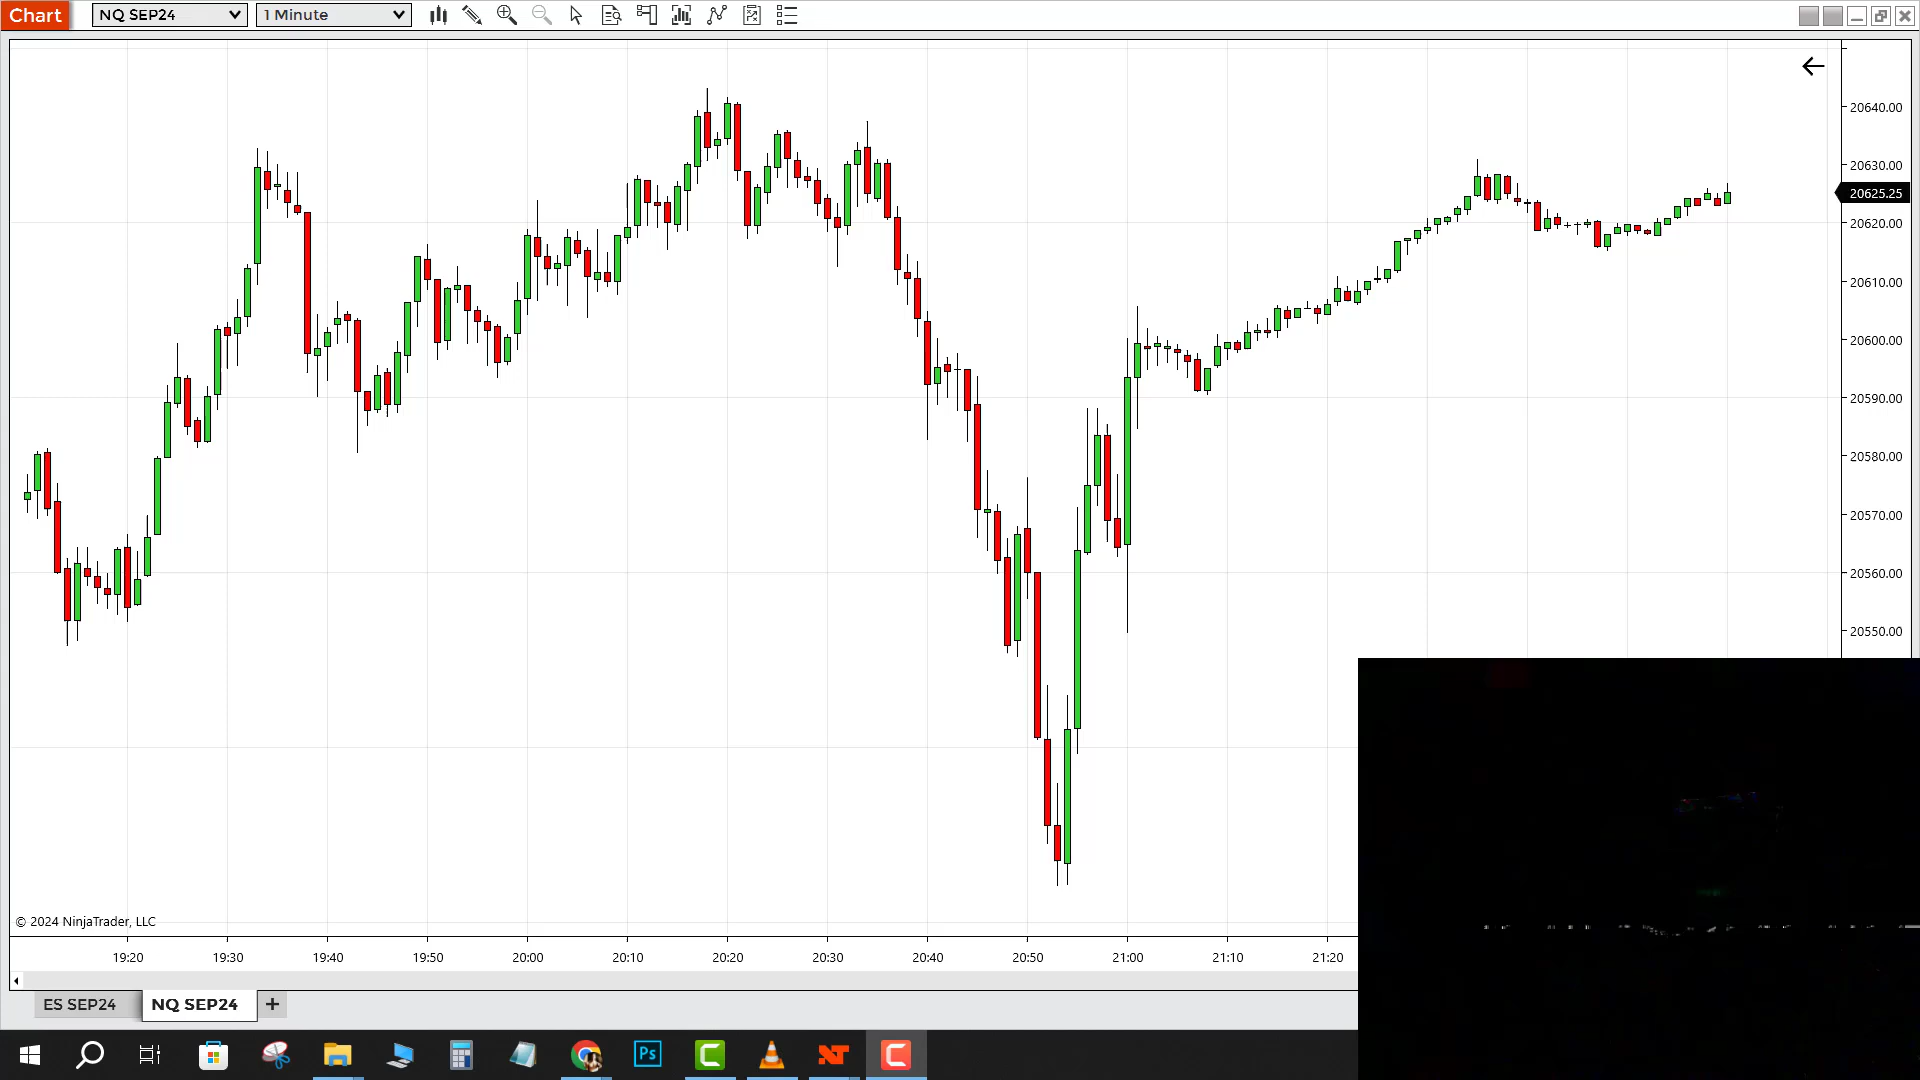 Chart NQ SEP24 1 Minute
20640.00
20630.00
20625.25
20620.00
20610.00
20600.00
20590.00
20580.00
20570.00
20560.00
20550.00
© 2024 NinjaTrader, LLC
19:20 19:30 19:40 19:50 20:00 20:10 20:20 20:30 20:40 20:50 21:00 21:10 21:20
ES SEP24 NQ SEP24 +
Ps